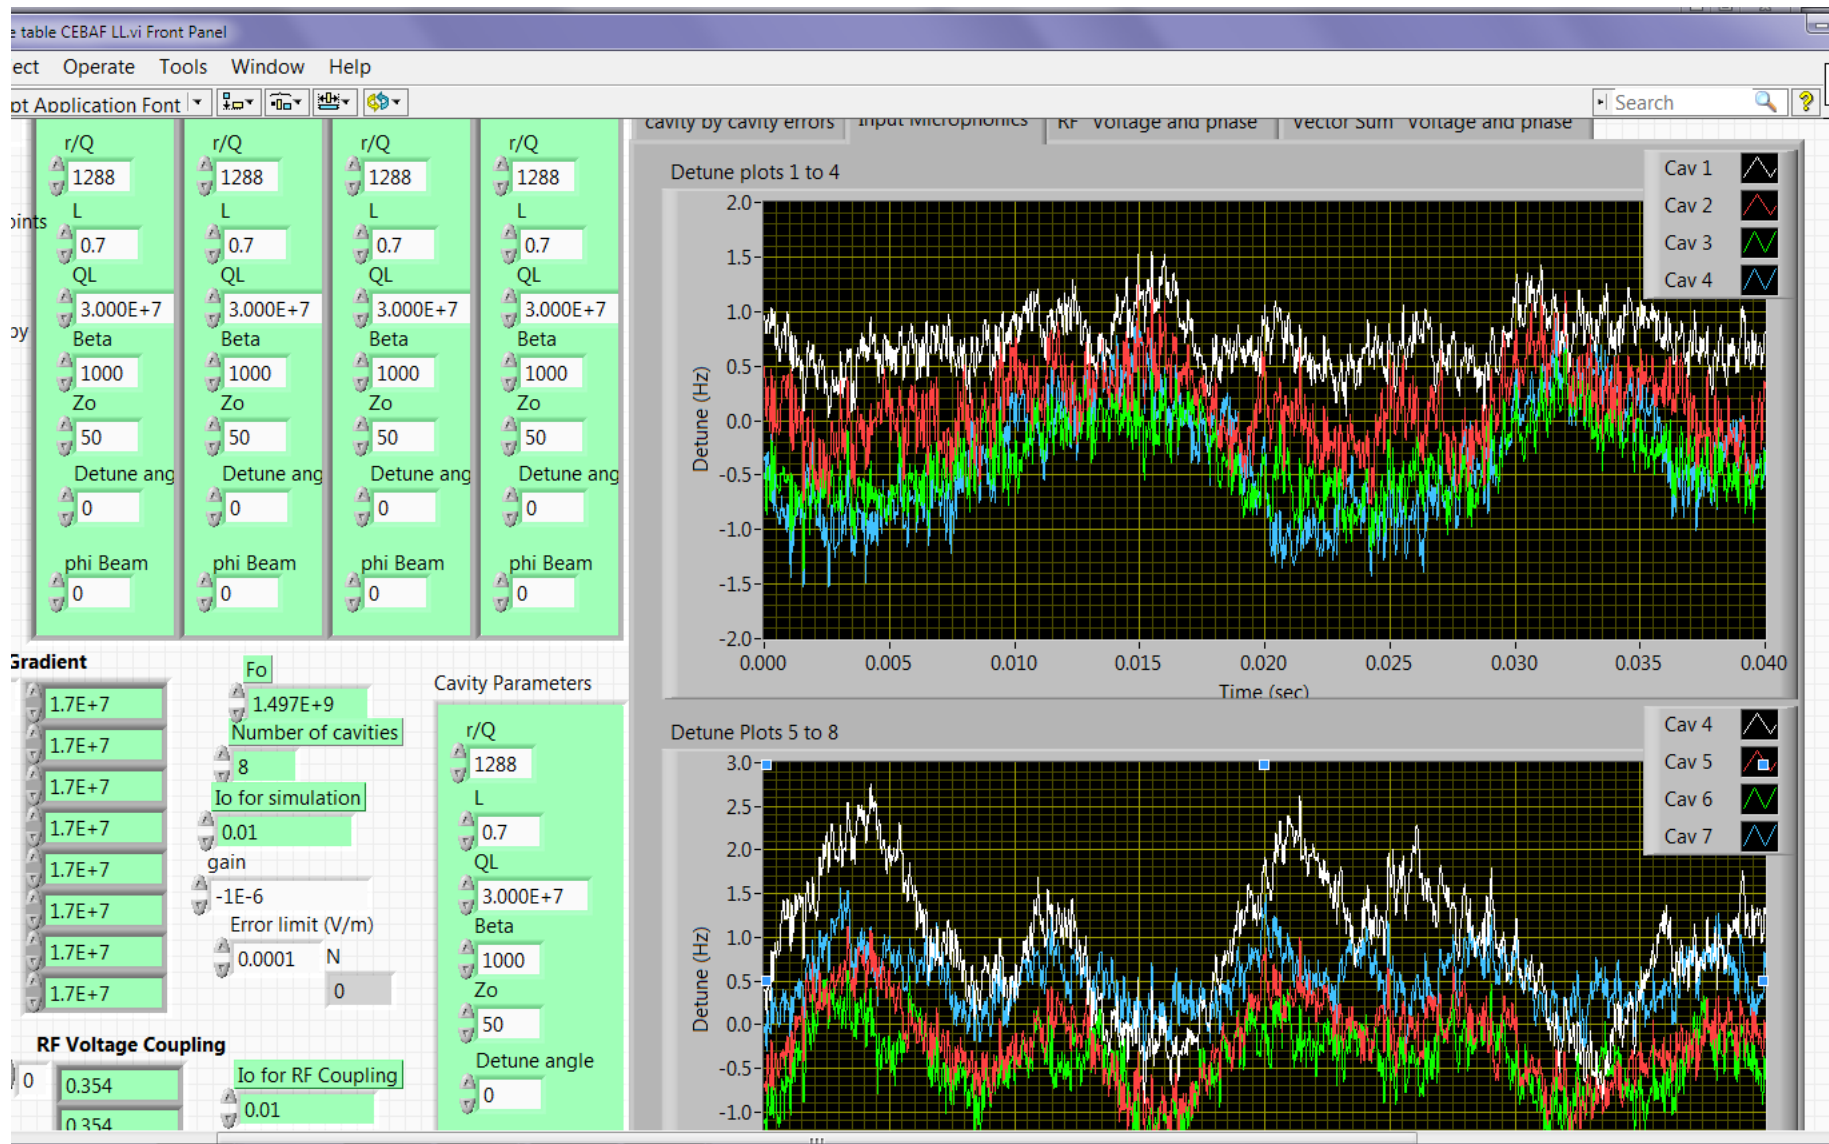 e table CEBAF LL.vi Front Panel
ect Operate Tools Window Help
pt Application Font
Search
?
r/Q r/Q r/Q r/Q
1288 1288 1288 1288
oints
L L L L
0.7 0.7 0.7 0.7
QL QL QL QL
3.000E+7 3.000E+7 3.000E+7 3.000E+7
by
Beta Beta Beta Beta
1000 1000 1000 1000
Zo Zo Zo Zo
50 50 50 50
Detune ang Detune ang Detune ang Detune ang
0 0 0 0
phi Beam phi Beam phi Beam phi Beam
0 0 0 0
cavity by cavity errors Input Microphonics RF Voltage and phase Vector Sum Voltage and phase
Detune plots 1 to 4
Cav 1
Cav 2
Cav 3
Cav 4
2.0
1.5
1.0
0.5
0.0
-0.5
-1.0
-1.5
-2.0
Detune (Hz)
0.000 0.005 0.010 0.015 0.020 0.025 0.030 0.035 0.040
Time (sec)
Gradient
1.7E+7
1.7E+7
1.7E+7
1.7E+7
1.7E+7
1.7E+7
1.7E+7
1.7E+7
Fo
1.497E+9
Number of cavities
8
Io for simulation
0.01
gain
-1E-6
Error limit (V/m)
0.0001
N
0
RF Voltage Coupling
0
0.354
0.354
Io for RF Coupling
0.01
Cavity Parameters
r/Q
1288
L
0.7
QL
3.000E+7
Beta
1000
Zo
50
Detune angle
0
Detune Plots 5 to 8
Cav 4
Cav 5
Cav 6
Cav 7
3.0
2.5
2.0
1.5
1.0
0.5
0.0
-0.5
-1.0
Detune (Hz)